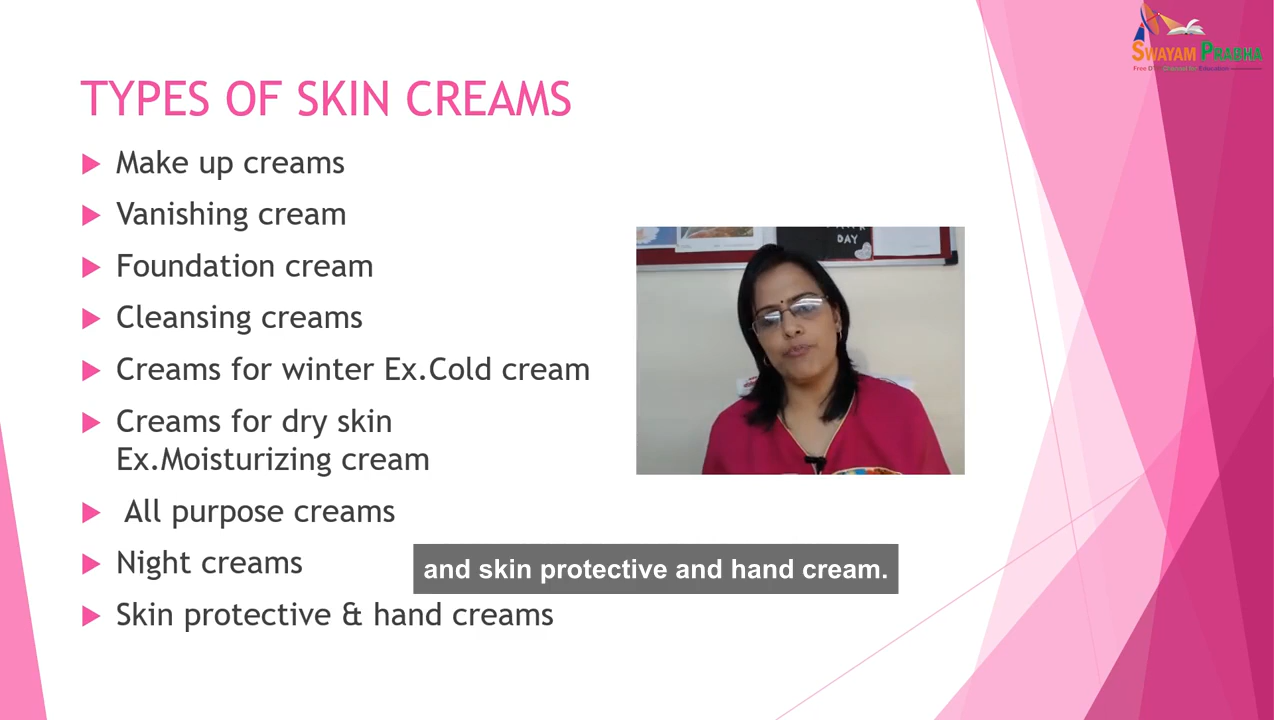 SWAYAM PRABHA
TYPES OF SKIN CREAMS
Make up creams
Vanishing cream
Foundation cream
Cleansing creams
Creams for winter Ex.Cold cream
Creams for dry skin
Ex.Moisturizing cream
All purpose creams
Night creams
Skin protective & hand creams
DAY
and skin protective and hand cream.